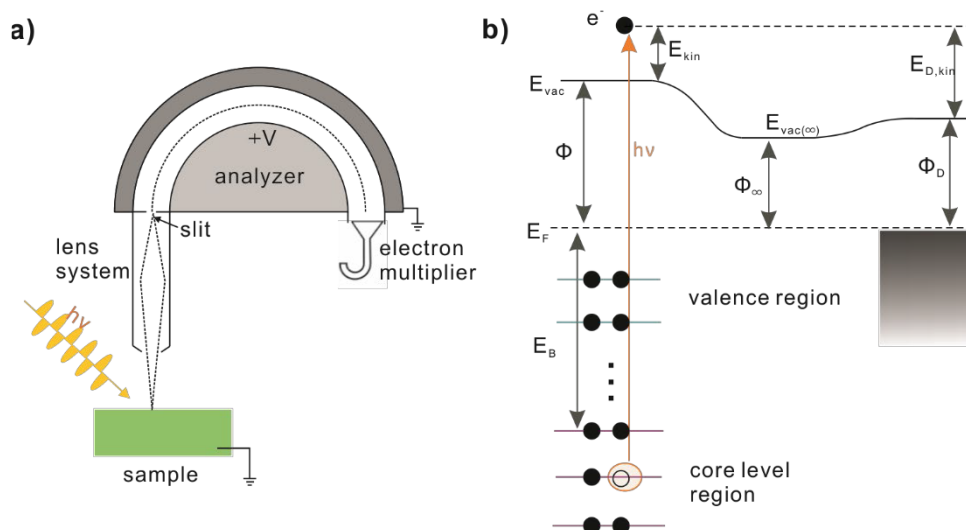 a)
+V
analyzer
slit
lens
system
electron
multiplier
hν
sample
b)
e⁻
E_kin
E_D,kin
E_vac
E_vac(∞)
Φ
hν
Φ_∞
Φ_D
E_F
valence region
E_B
core level
region